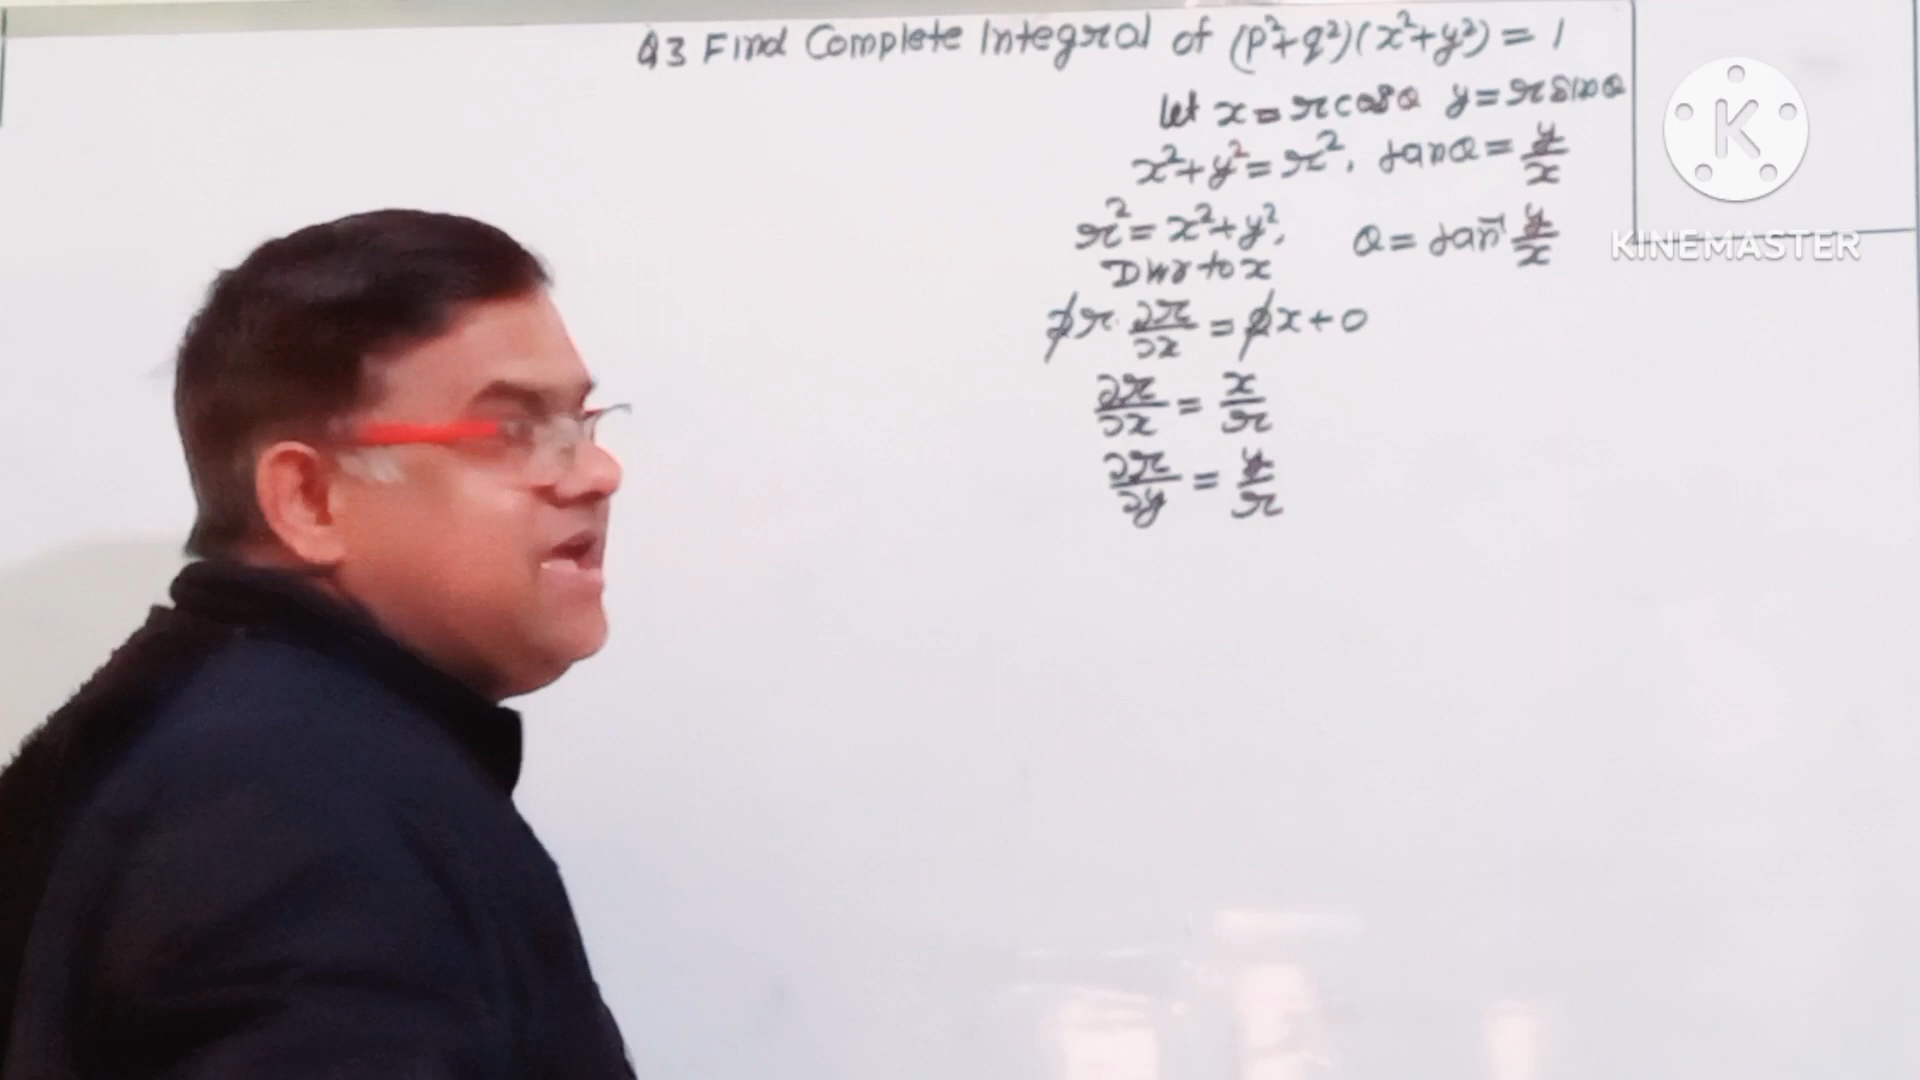 Q3 Find Complete Integral of (p²+q²)(x²+y²) = 1
let x = r cosθ y = r sinθ
x²+y² = r², tanθ = y/x
r² = x²+y², θ = tan⁻¹ y/x
D w r to x
2r · ∂r/∂x = 2x + 0
∂r/∂x = x/r
∂r/∂y = y/r
K
KINEMASTER